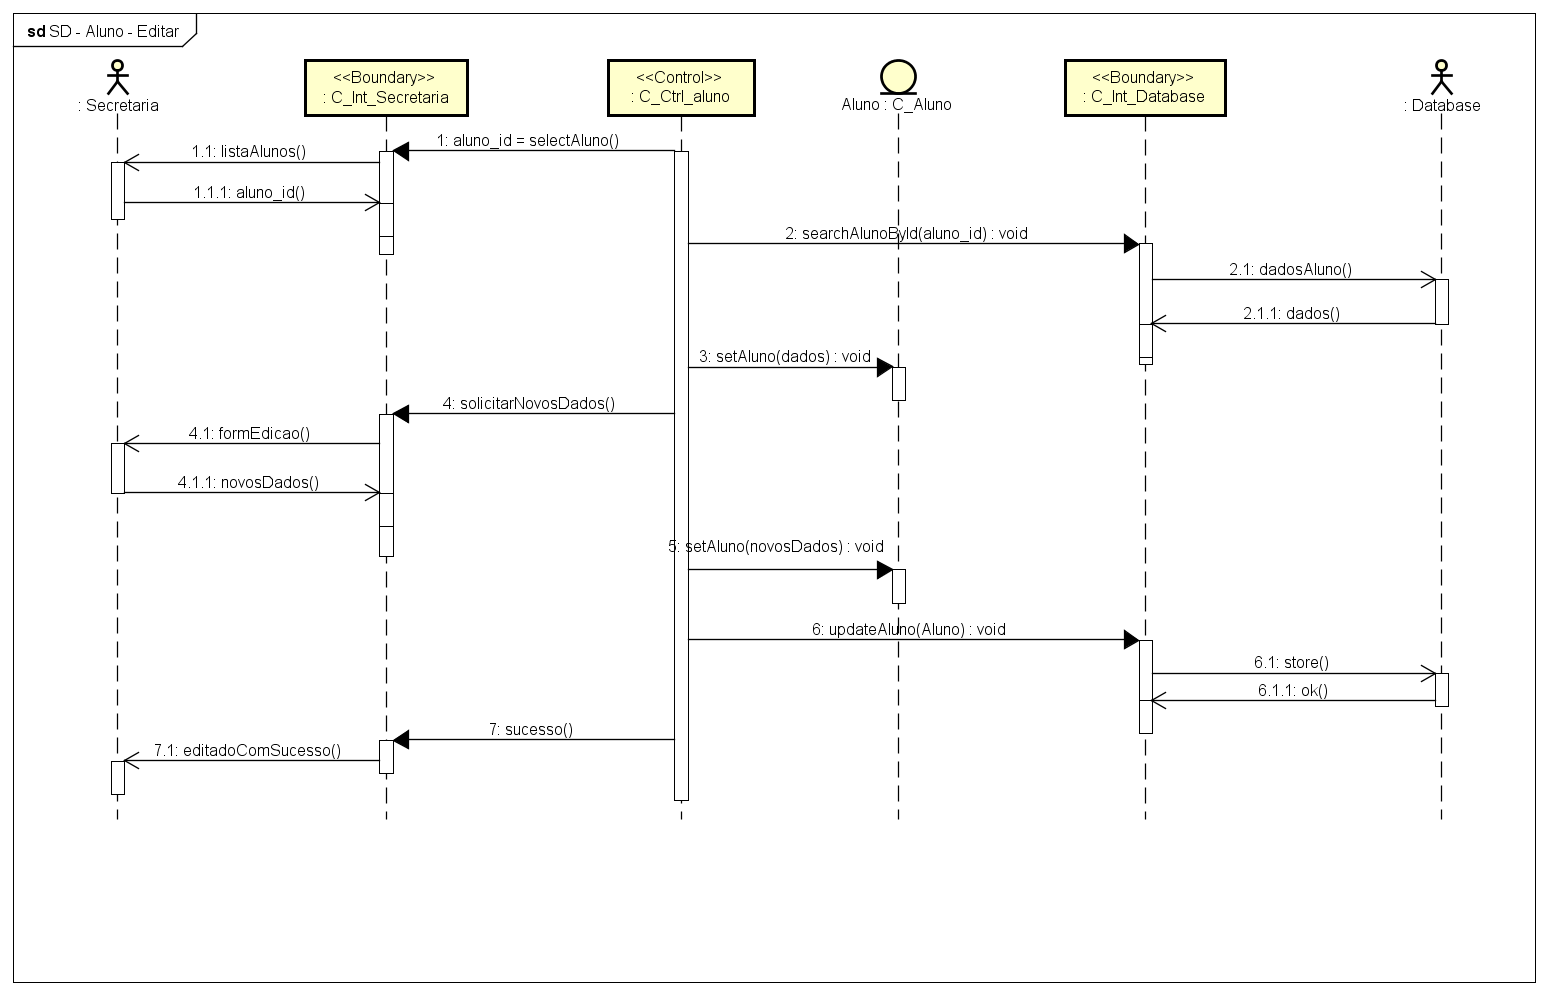 sd SD - Aluno - Editar
: Secretaria
<<Boundary>>
: C_Int_Secretaria
<<Control>>
: C_Ctrl_aluno
Aluno : C_Aluno
<<Boundary>>
: C_Int_Database
: Database
1: aluno_id = selectAluno()
1.1: listaAlunos()
1.1.1: aluno_id()
2: searchAlunoById(aluno_id) : void
2.1: dadosAluno()
2.1.1: dados()
3: setAluno(dados) : void
4: solicitarNovosDados()
4.1: formEdicao()
4.1.1: novosDados()
5: setAluno(novosDados) : void
6: updateAluno(Aluno) : void
6.1: store()
6.1.1: ok()
7: sucesso()
7.1: editadoComSucesso()